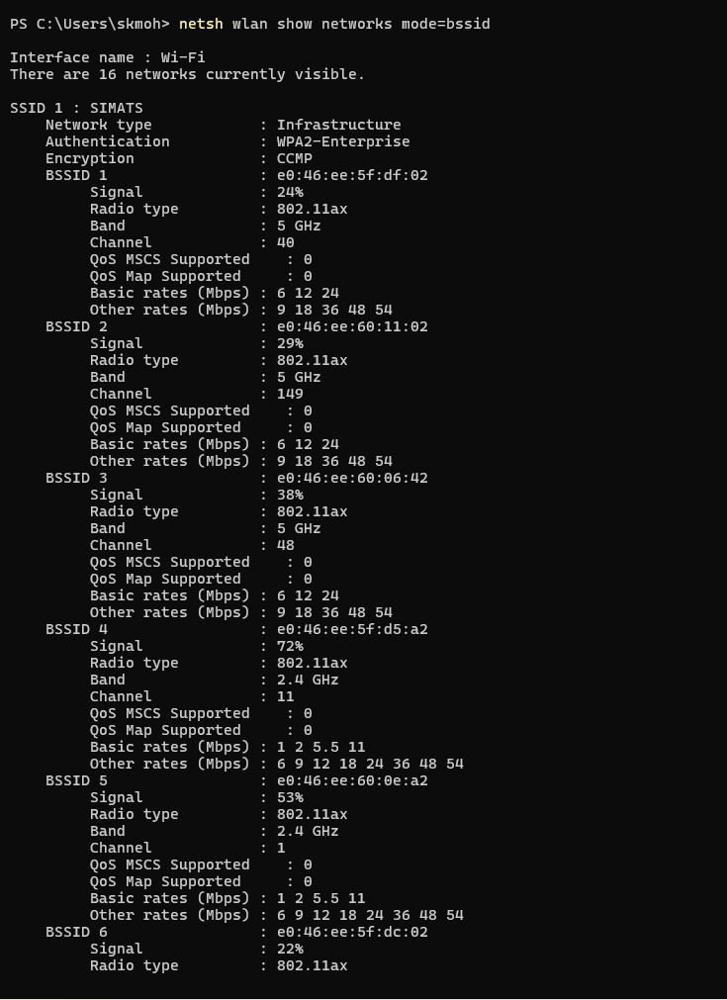 PS C:\Users\skmoh> netsh wlan show networks mode=bssid
Interface name : Wi-Fi
There are 16 networks currently visible.
SSID 1 : SIMATS
    Network type            : Infrastructure
    Authentication          : WPA2-Enterprise
    Encryption              : CCMP
    BSSID 1                 : e0:46:ee:5f:df:02
         Signal             : 24%
         Radio type         : 802.11ax
         Band               : 5 GHz
         Channel            : 40
         QoS MSCS Supported    : 0
         QoS Map Supported     : 0
         Basic rates (Mbps) : 6 12 24
         Other rates (Mbps) : 9 18 36 48 54
    BSSID 2                 : e0:46:ee:60:11:02
         Signal             : 29%
         Radio type         : 802.11ax
         Band               : 5 GHz
         Channel            : 149
         QoS MSCS Supported    : 0
         QoS Map Supported     : 0
         Basic rates (Mbps) : 6 12 24
         Other rates (Mbps) : 9 18 36 48 54
    BSSID 3                 : e0:46:ee:60:06:42
         Signal             : 38%
         Radio type         : 802.11ax
         Band               : 5 GHz
         Channel            : 48
         QoS MSCS Supported    : 0
         QoS Map Supported     : 0
         Basic rates (Mbps) : 6 12 24
         Other rates (Mbps) : 9 18 36 48 54
    BSSID 4                 : e0:46:ee:5f:d5:a2
         Signal             : 72%
         Radio type         : 802.11ax
         Band               : 2.4 GHz
         Channel            : 11
         QoS MSCS Supported    : 0
         QoS Map Supported     : 0
         Basic rates (Mbps) : 1 2 5.5 11
         Other rates (Mbps) : 6 9 12 18 24 36 48 54
    BSSID 5                 : e0:46:ee:60:0e:a2
         Signal             : 53%
         Radio type         : 802.11ax
         Band               : 2.4 GHz
         Channel            : 1
         QoS MSCS Supported    : 0
         QoS Map Supported     : 0
         Basic rates (Mbps) : 1 2 5.5 11
         Other rates (Mbps) : 6 9 12 18 24 36 48 54
    BSSID 6                 : e0:46:ee:5f:dc:02
         Signal             : 22%
         Radio type         : 802.11ax